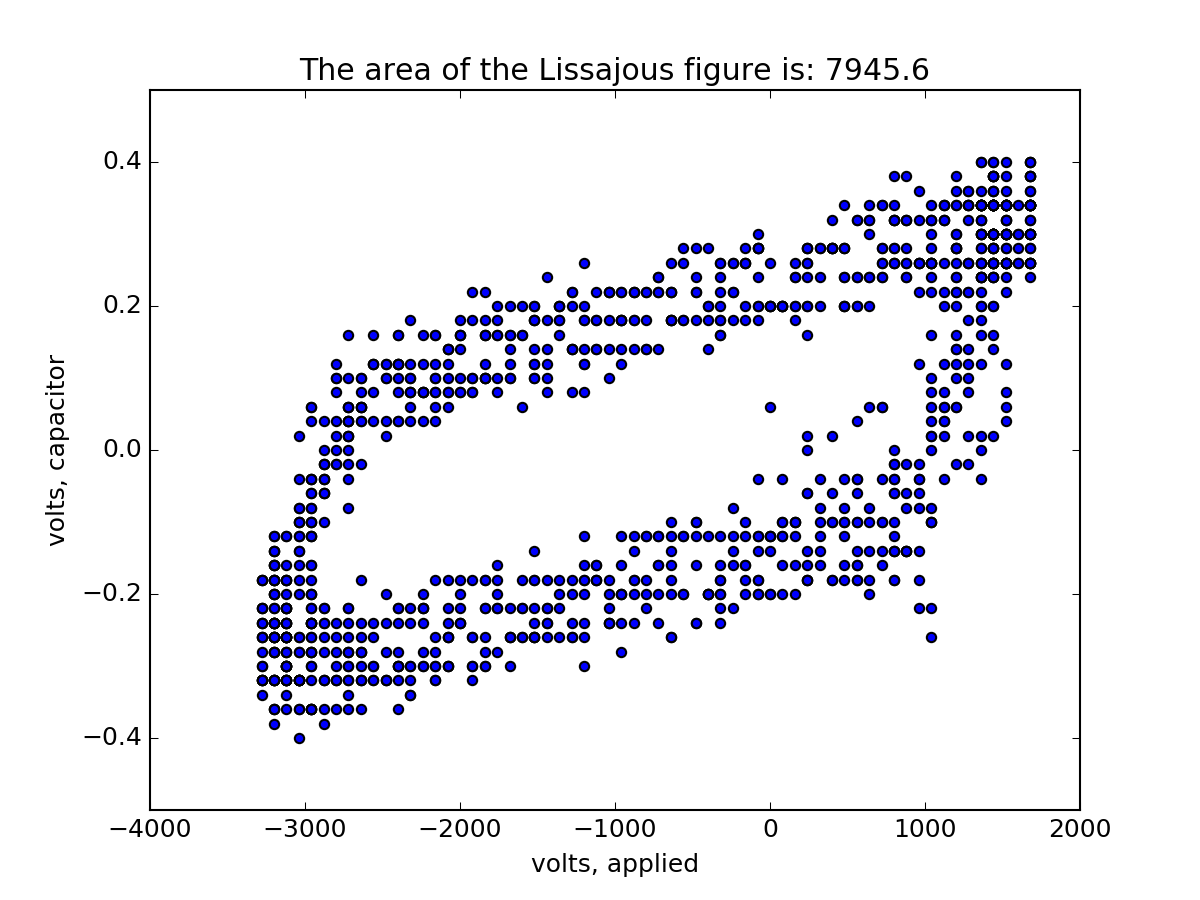 The area of the Lissajous figure is: 7945.6
0.4
0.2
0.0
−0.2
−0.4
volts, capacitor
−4000 −3000 −2000 −1000 0 1000 2000
volts, applied